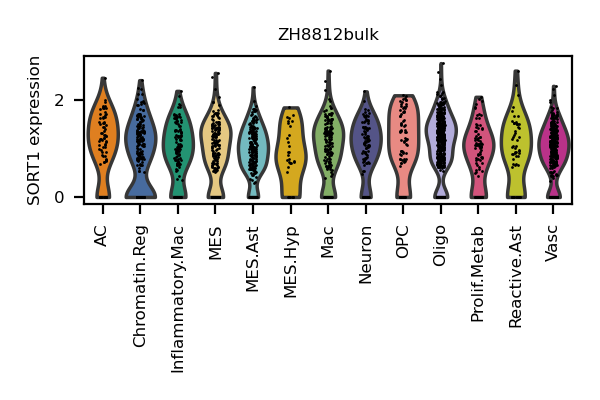 ZH8812bulk
SORT1 expression
2
0
AC
Chromatin.Reg
Inflammatory.Mac
MES
MES.Ast
MES.Hyp
Mac
Neuron
OPC
Oligo
Prolif.Metab
Reactive.Ast
Vasc